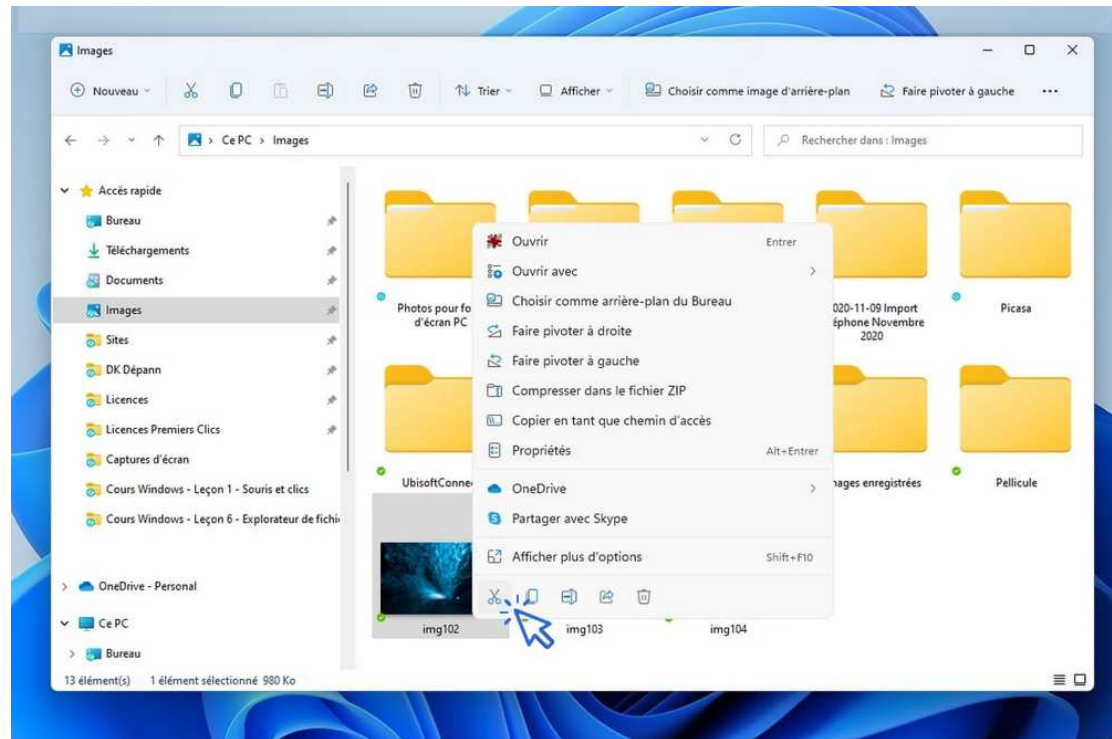 Images
Nouveau
Trier
Afficher
Choisir comme image d'arrière-plan
Faire pivoter à gauche
Ce PC > Images
Rechercher dans : Images
Accès rapide
Bureau
Téléchargements
Documents
Images
Sites
DK Dépann
Licences
Licences Premiers Clics
Captures d'écran
Cours Windows - Leçon 1 - Souris et clics
Cours Windows - Leçon 6 - Explorateur de fichi
OneDrive - Personal
Ce PC
Bureau
Photos pour fo
d'écran PC
020-11-09 Import
éphone Novembre
2020
Picasa
Ouvrir Entrer
Ouvrir avec
Choisir comme arrière-plan du Bureau
Faire pivoter à droite
Faire pivoter à gauche
Compresser dans le fichier ZIP
Copier en tant que chemin d'accès
Propriétés Alt+Entrer
OneDrive
Partager avec Skype
Afficher plus d'options Shift+F10
UbisoftConne
ages enregistrées
Pellicule
img102
img103
img104
13 élément(s) 1 élément sélectionné 980 Ko